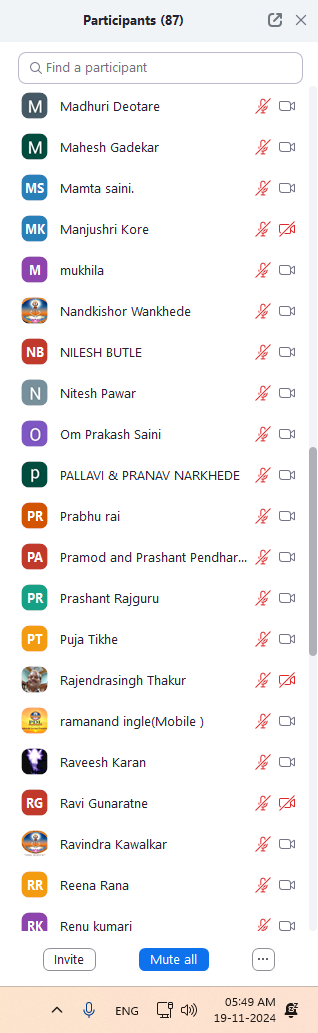 Participants (87)
Find a participant
M Madhuri Deotare
M Mahesh Gadekar
MS Mamta saini.
MK Manjushri Kore
M mukhila
Nandkishor Wankhede
NB NILESH BUTLE
N Nitesh Pawar
O Om Prakash Saini
p PALLAVI & PRANAV NARKHEDE
PR Prabhu rai
PA Pramod and Prashant Pendhar...
PR Prashant Rajguru
PT Puja Tikhe
Rajendrasingh Thakur
ramanand ingle(Mobile )
Raveesh Karan
RG Ravi Gunaratne
Ravindra Kawalkar
RR Reena Rana
RK Renu kumari
Invite Mute all ...
ENG 05:49 AM
19-11-2024